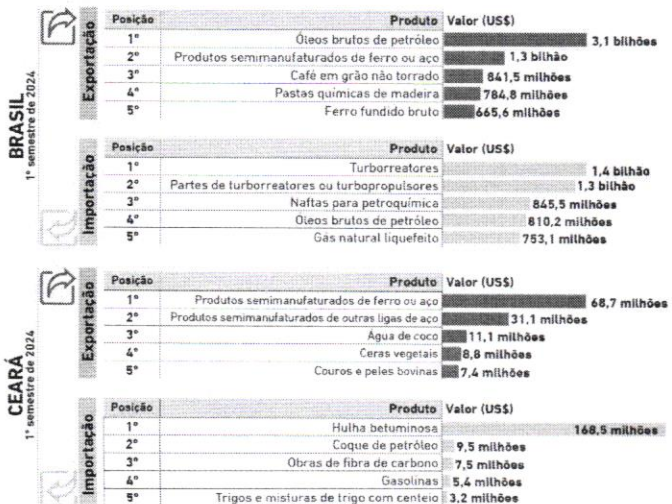 BRASIL
1º semestre de 2024
Exportação
Posição Produto Valor (US$)
1º Óleos brutos de petróleo 3,1 bilhões
2º Produtos semimanufaturados de ferro ou aço 1,3 bilhão
3º Café em grão não torrado 841,5 milhões
4º Pastas químicas de madeira 784,8 milhões
5º Ferro fundido bruto 665,6 milhões
Importação
Posição Produto Valor (US$)
1º Turborreatores 1,4 bilhão
2º Partes de turborreatores ou turbopropulsores 1,3 bilhão
3º Naftas para petroquímica 845,5 milhões
4º Óleos brutos de petróleo 810,2 milhões
5º Gás natural liquefeito 753,1 milhões
CEARÁ
1º semestre de 2024
Exportação
Posição Produto Valor (US$)
1º Produtos semimanufaturados de ferro ou aço 68,7 milhões
2º Produtos semimanufaturados de outras ligas de aço 31,1 milhões
3º Água de coco 11,1 milhões
4º Ceras vegetais 8,8 milhões
5º Couros e peles bovinas 7,4 milhões
Importação
Posição Produto Valor (US$)
1º Hulha betuminosa 168,5 milhões
2º Coque de petróleo 9,5 milhões
3º Obras de fibra de carbono 7,5 milhões
4º Gasolinas 5,4 milhões
5º Trigos e misturas de trigo com centeio 3,2 milhões